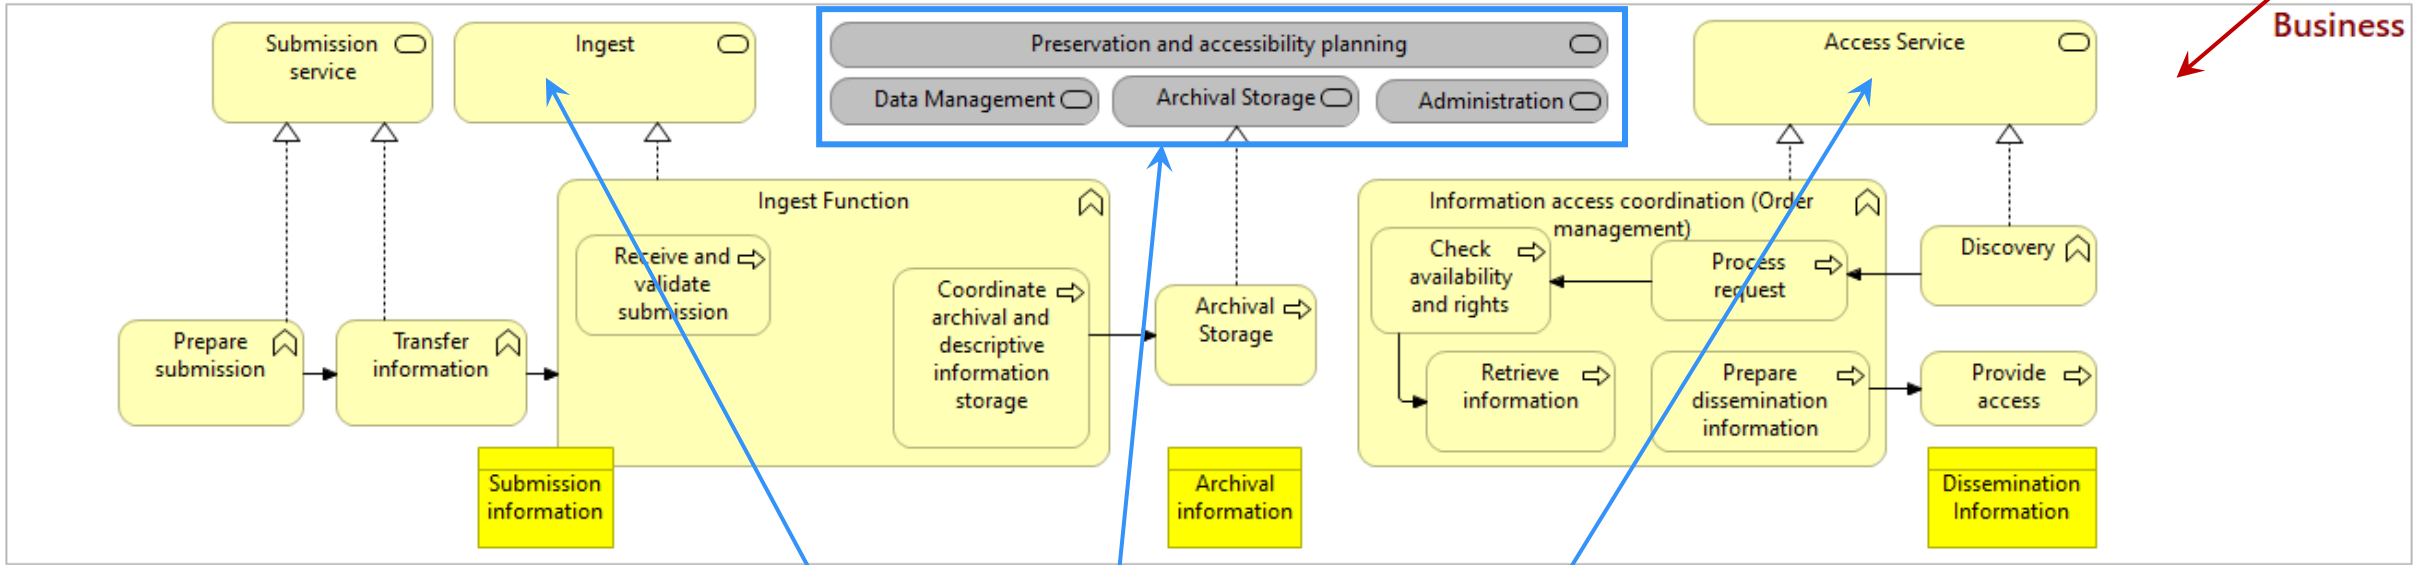 Business
Submission
service
Ingest
Preservation and accessibility planning
Data Management
Archival Storage
Administration
Access Service
Ingest Function
Receive and
validate
submission
Coordinate
archival and
descriptive
information
storage
Prepare
submission
Transfer
information
Archival
Storage
Information access coordination (Order
management)
Check
availability
and rights
Process
request
Discovery
Retrieve
information
Prepare
dissemination
information
Provide
access
Submission
information
Archival
information
Dissemination
Information